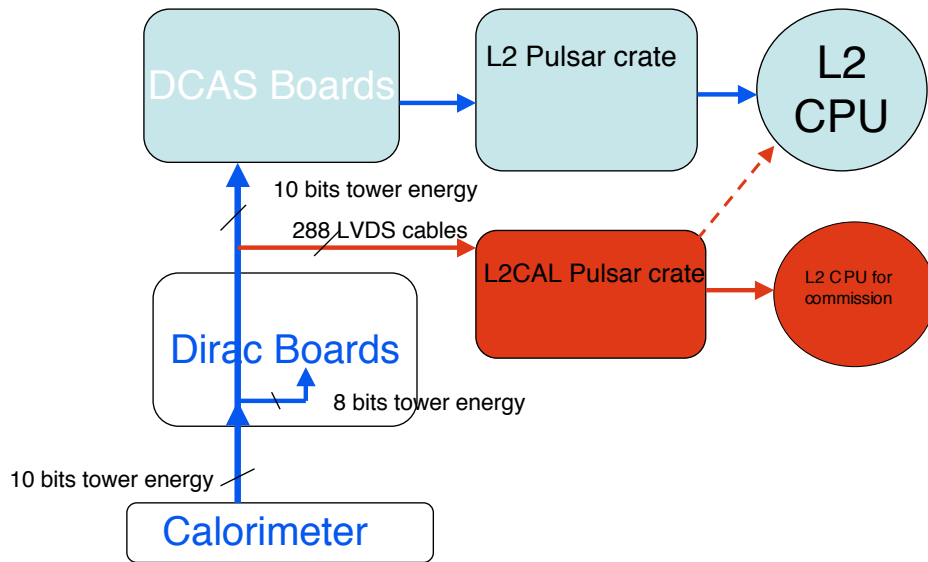 DCAS Boards
L2 Pulsar crate
L2
CPU
10 bits tower energy
288 LVDS cables
L2CAL Pulsar crate
L2 CPU for
commission
Dirac Boards
8 bits tower energy
10 bits tower energy
Calorimeter